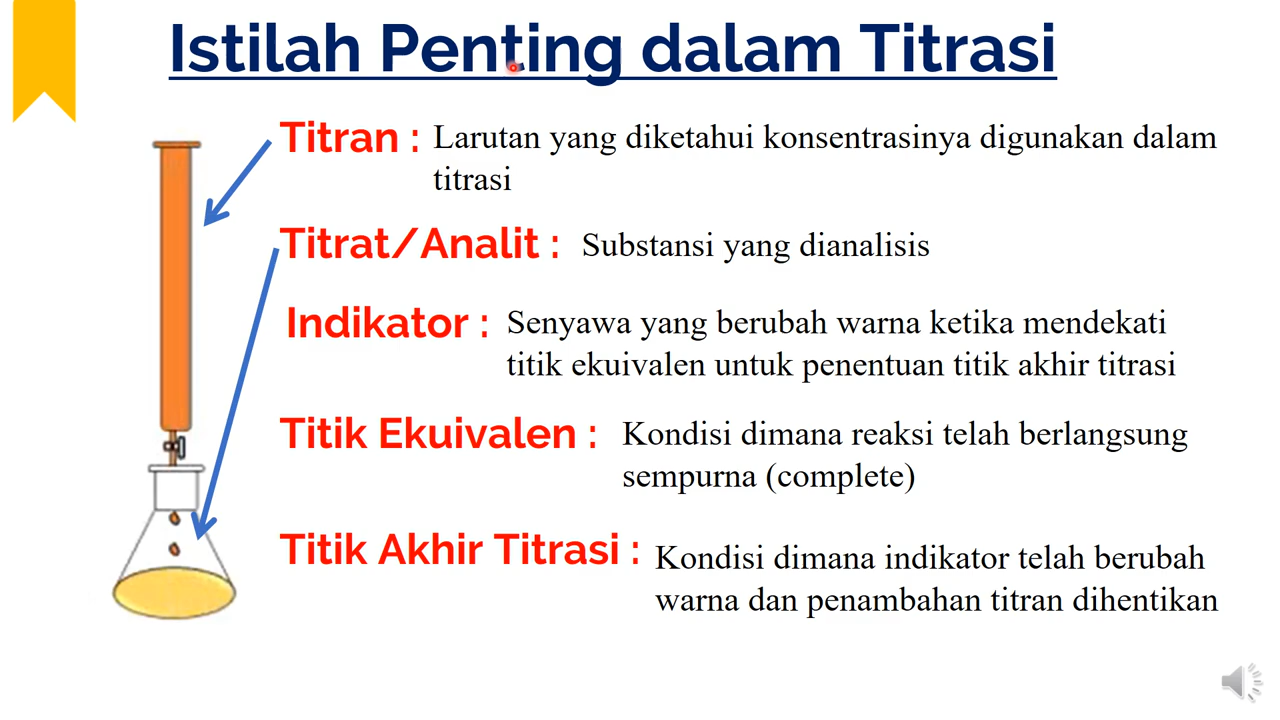 Istilah Penting dalam Titrasi
Titran : Larutan yang diketahui konsentrasinya digunakan dalam
titrasi
Titrat/Analit : Substansi yang dianalisis
Indikator : Senyawa yang berubah warna ketika mendekati
titik ekuivalen untuk penentuan titik akhir titrasi
Titik Ekuivalen : Kondisi dimana reaksi telah berlangsung
sempurna (complete)
Titik Akhir Titrasi : Kondisi dimana indikator telah berubah
warna dan penambahan titran dihentikan